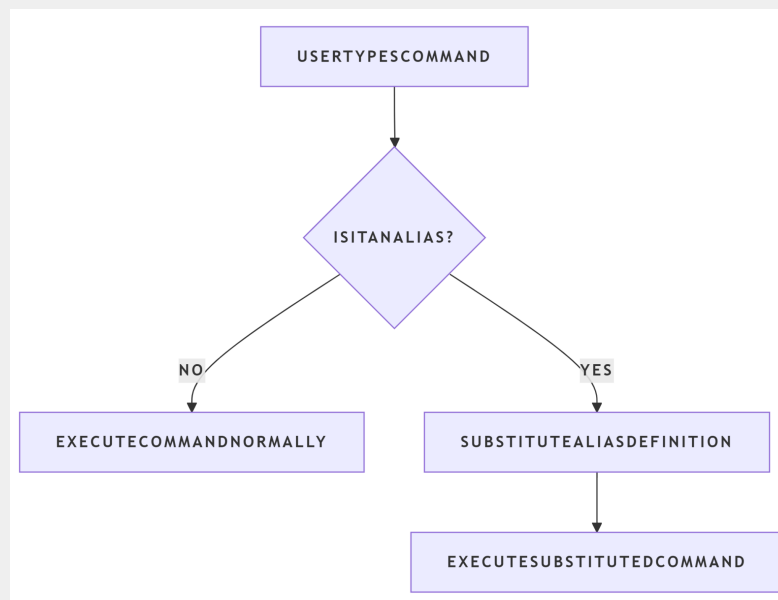 USERTYPESCOMMAND
ISITANALIAS?
NO
YES
EXECUTECOMMANDNORMALLY
SUBSTITUTEALIASDEFINITION
EXECUTESUBSTITUTEDCOMMAND